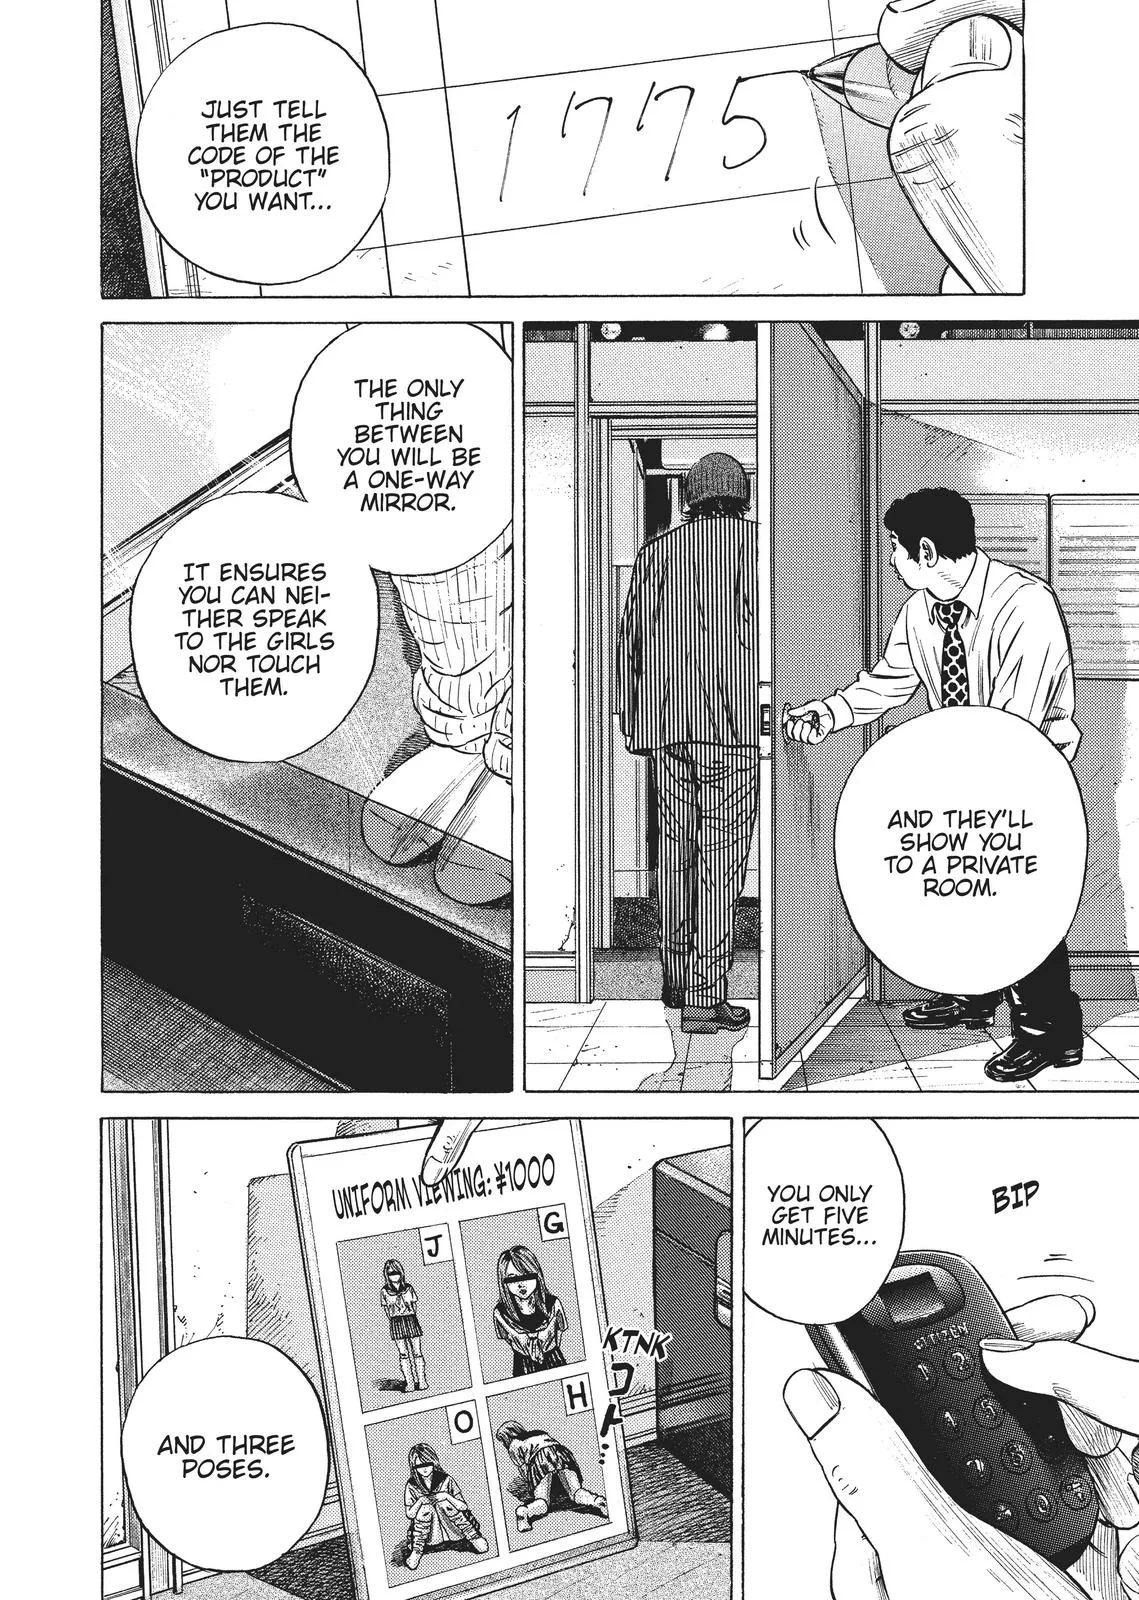 1775
JUST TELL
THEM THE
CODE OF THE
"PRODUCT"
YOU WANT...
AND THEY'LL
SHOW YOU
TO A PRIVATE
ROOM.
THE ONLY
THING
BETWEEN
YOU WILL BE
A ONE-WAY
MIRROR.
IT ENSURES
YOU CAN NEI-
THER SPEAK
TO THE GIRLS
NOR TOUCH
THEM.
YOU ONLY
GET FIVE
MINUTES...
BIP
CITIZEN
UNIFORM VIEWING: ¥1000
J
G
O
H
KTNK
コト…
AND THREE
POSES.